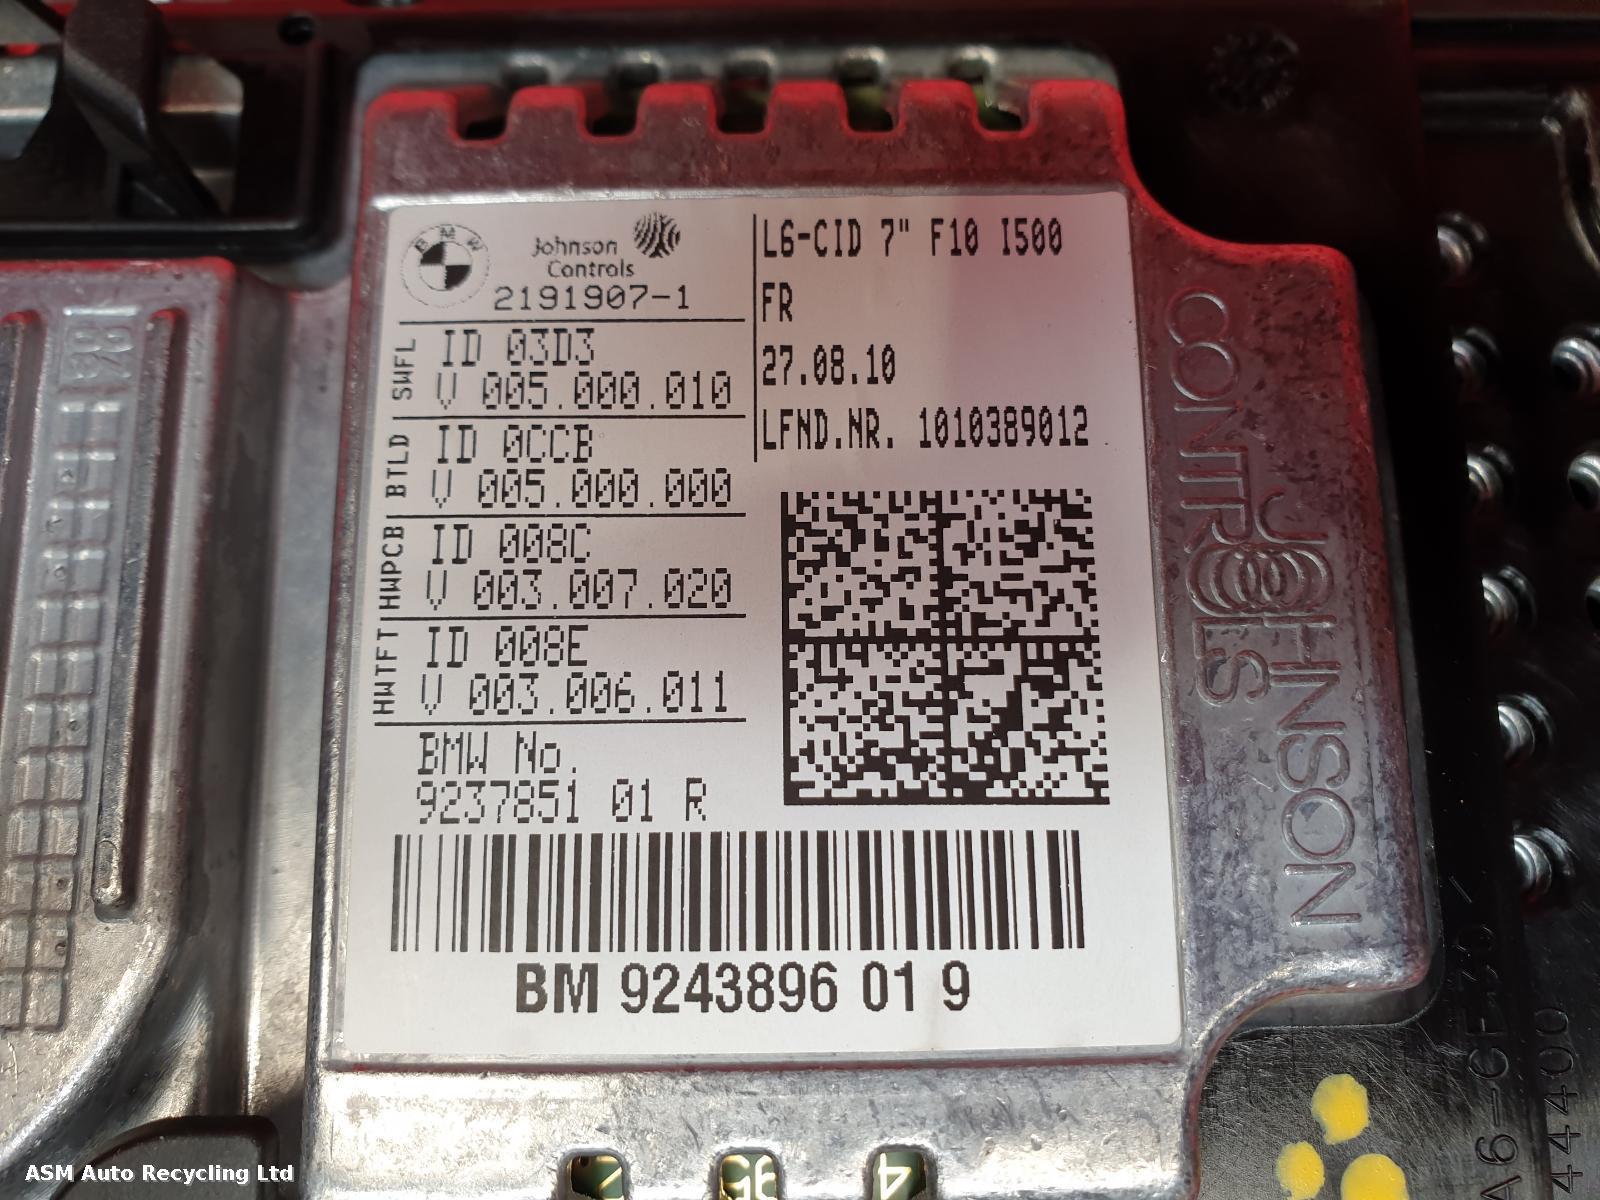 BMW
Johnson
Controls
2191907-1
SWFL
ID 03D3
V 005.000.010
BTLD
ID 0CCB
V 005.000.000
HWPCB
ID 008C
V 003.007.020
HWTFT
ID 008E
V 003.006.011
BMW No.
9237851 01 R
L6-CID 7" F10 I500
FR
27.08.10
LFND.NR. 1010389012
BM 9243896 01 9
JOHNSON
CONTROLS
44400
ASM Auto Recycling Ltd